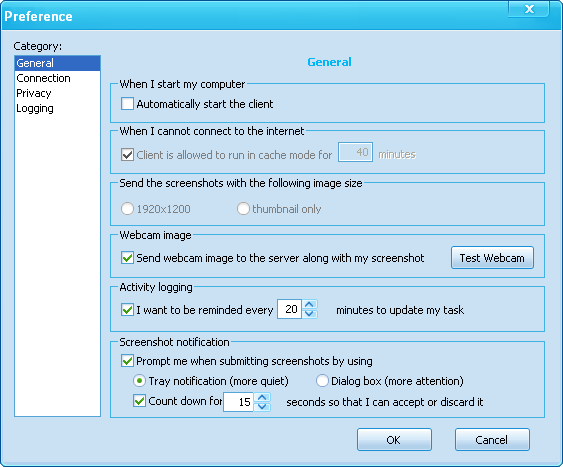 Preference
x
Category:
General
Connection
Privacy
Logging
General
When I start my computer
Automatically start the client
When I cannot connect to the internet
Client is allowed to run in cache mode for 40 minutes
Send the screenshots with the following image size
1920x1200 thumbnail only
Webcam image
Send webcam image to the server along with my screenshot Test Webcam
Activity logging
I want to be reminded every 20 minutes to update my task
Screenshot notification
Prompt me when submitting screenshots by using
Tray notification (more quiet) Dialog box (more attention)
Count down for 15 seconds so that I can accept or discard it
OK Cancel